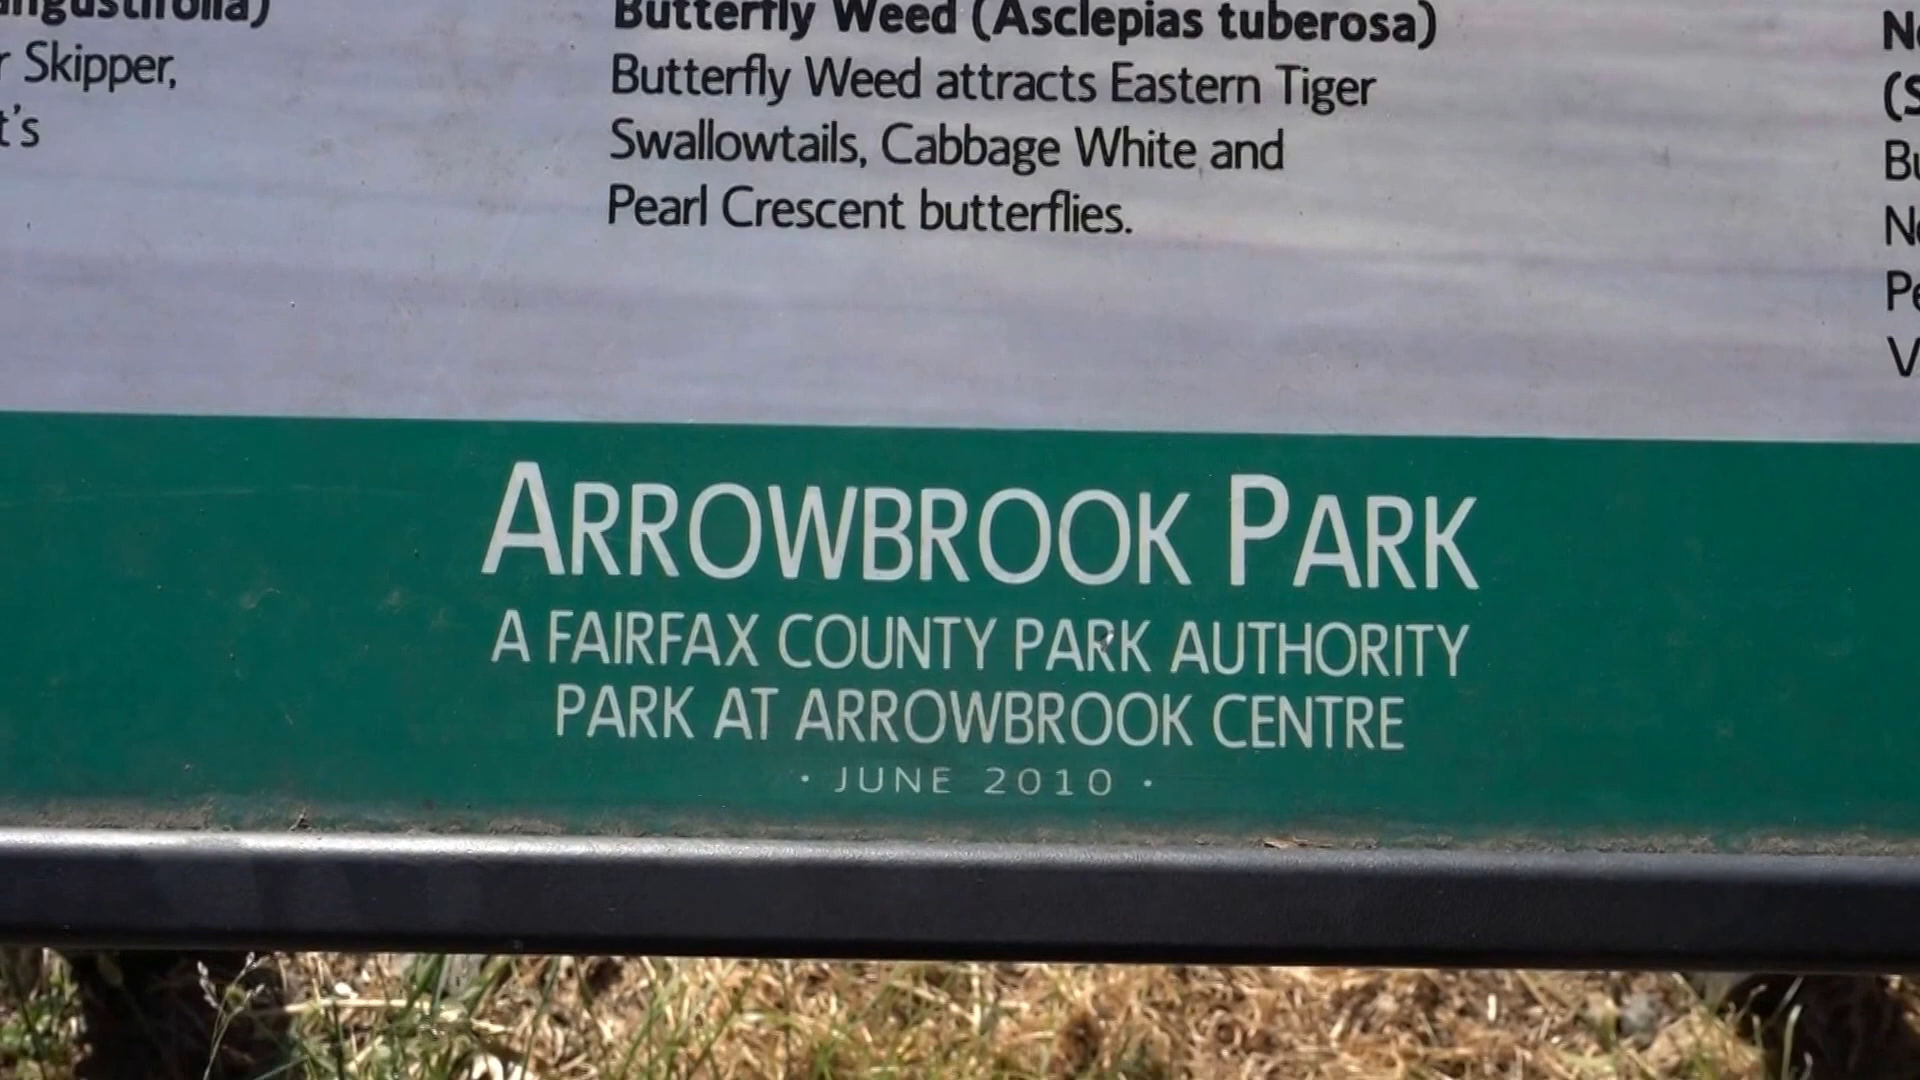 Skipper,
t's
Butterfly Weed (Asclepias tuberosa)
Butterfly Weed attracts Eastern Tiger
Swallowtails, Cabbage White and
Pearl Crescent butterflies.
ARROWBROOK PARK
A FAIRFAX COUNTY PARK AUTHORITY
PARK AT ARROWBROOK CENTRE
· JUNE 2010 ·